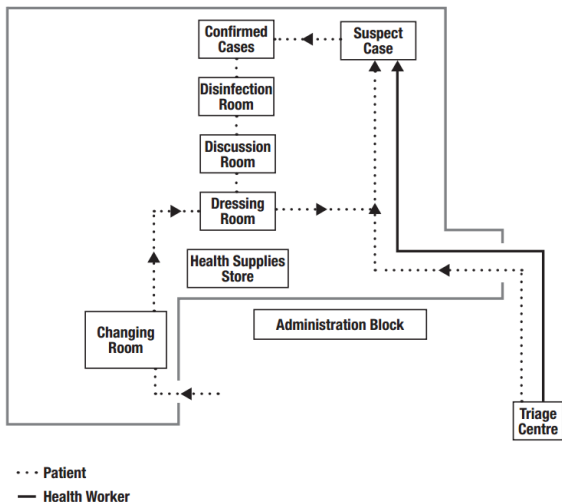 Confirmed
Cases
Suspect
Case
Disinfection
Room
Discussion
Room
Dressing
Room
Health Supplies
Store
Changing
Room
Administration Block
Triage
Centre
Patient
Health Worker